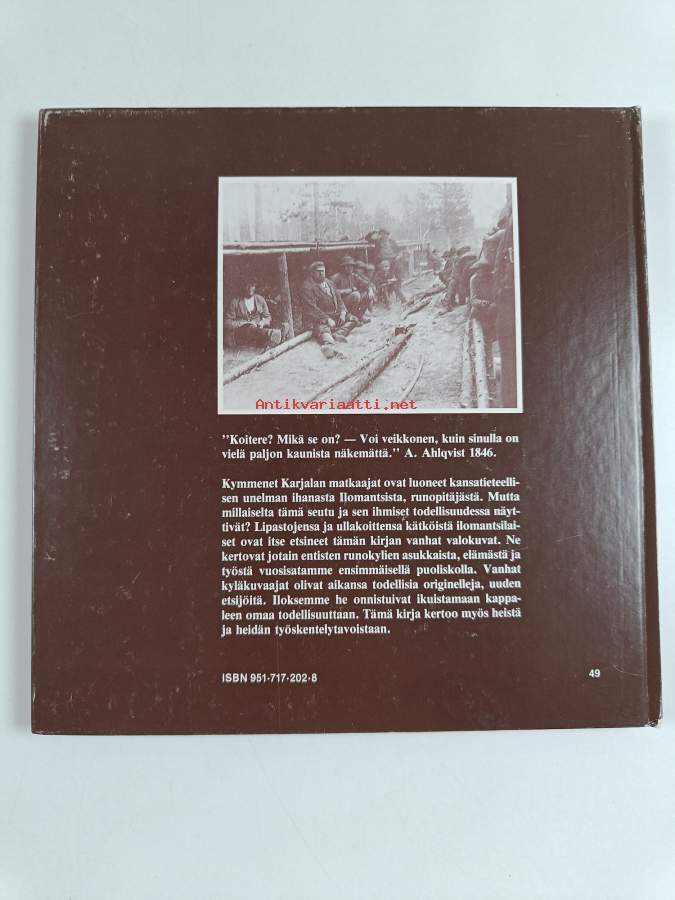 Antikvariaatti.net
"Koitere? Mikä se on? — Voi veikkonen, kuin sinulla on
vielä paljon kaunista näkemättä." A. Ahlqvist 1846.
Kymmenet Karjalan matkaajat ovat luoneet kansatieteelli-
sen unelman ihanasta Ilomantsista, runopitäjästä. Mutta
millaiselta tämä seutu ja sen ihmiset todellisuudessa näyt-
tivät? Lipastojensa ja ullakoittensa kätköistä ilomantsilai-
set ovat itse etsineet tämän kirjan vanhat valokuvat. Ne
kertovat jotain entisten runokylien asukkaista, elämästä ja
työstä vuosisatamme ensimmäisellä puoliskolla. Vanhat
kyläkuvaajat olivat aikansa todellisia originelleja, uuden
etsijöitä. Iloksemme he onnistuivat ikuistamaan kappa-
leen omaa todellisuuttaan. Tämä kirja kertoo myös heistä
ja heidän työskentelytavoistaan.
ISBN 951-717-202-8
49